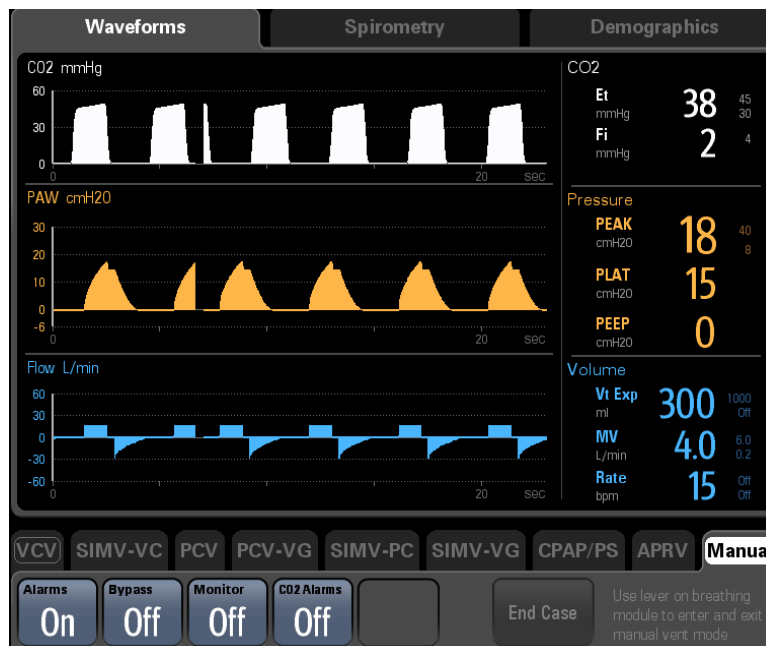 Waveforms Spirometry Demographics
CO2 mmHg
60
30
0
0 20 sec
PAW cmH2O
30
20
10
0
-6
0 20 sec
Flow L/min
60
30
0
-30
-60
0 20 sec
CO2
Et 38 45
mmHg 30
Fi 2 4
mmHg
Pressure
PEAK 18 40
cmH2O 8
PLAT 15
cmH2O
PEEP 0
cmH2O
Volume
Vt Exp 300 1000
ml Off
MV 4.0 6.0
L/min 0.2
Rate 15 Off
bpm Off
VCV SIMV-VC PCV PCV-VG SIMV-PC SIMV-VG CPAP/PS APRV Manua
Alarms Bypass Monitor CO2 Alarms
On Off Off Off
End Case
Use lever on breathing
module to enter and exit
manual vent mode